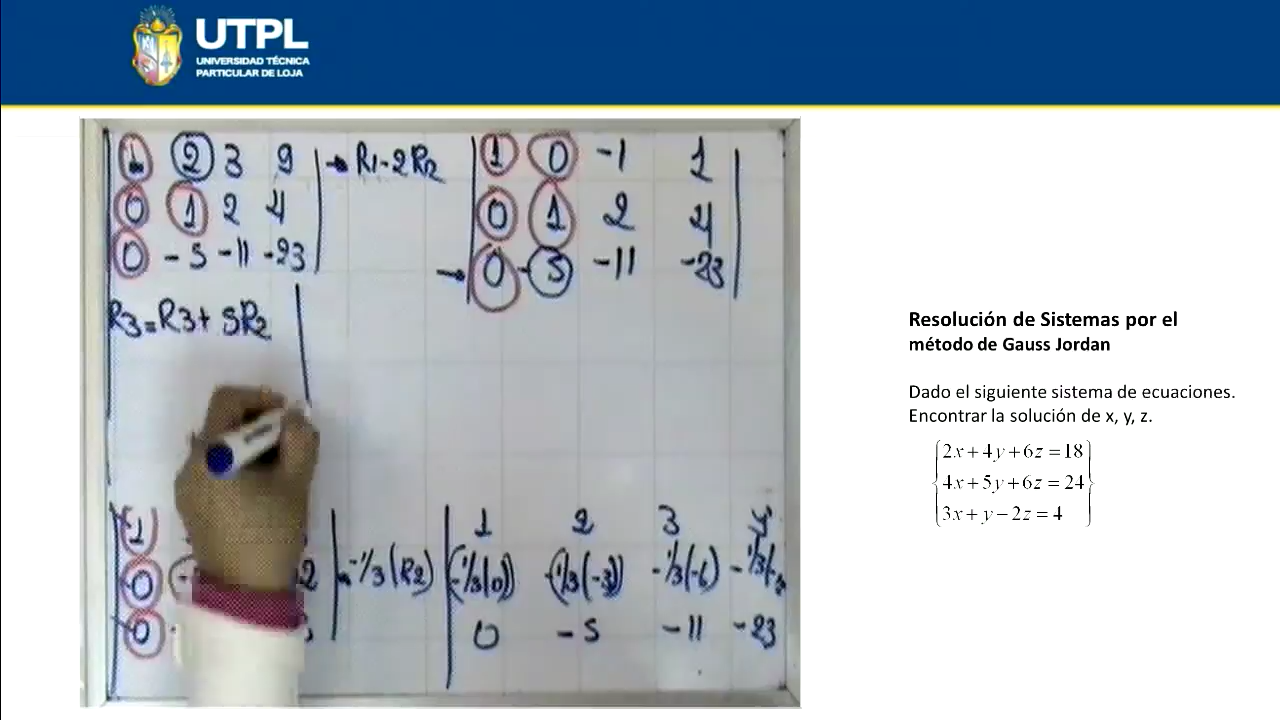 UTPL
UNIVERSIDAD TÉCNICA
PARTICULAR DE LOJA
1 2 3 9 → R1-2R2
0 1 2 4
0 -5 -11 -23
1 0 -1 1
0 1 2 4
→ 0 -5 -11 -23
R3=R3+ 5R2
1
0 2 -1/3(R2)
0
1 2 3
(-1/3(0)) (-1/3(-3)) -1/3(-6) -1/3(
0 -5 -11 -23
Resolución de Sistemas por el
método de Gauss Jordan
Dado el siguiente sistema de ecuaciones.
Encontrar la solución de x, y, z.
2x+4y+6z=18
4x+5y+6z=24
3x+y-2z=4